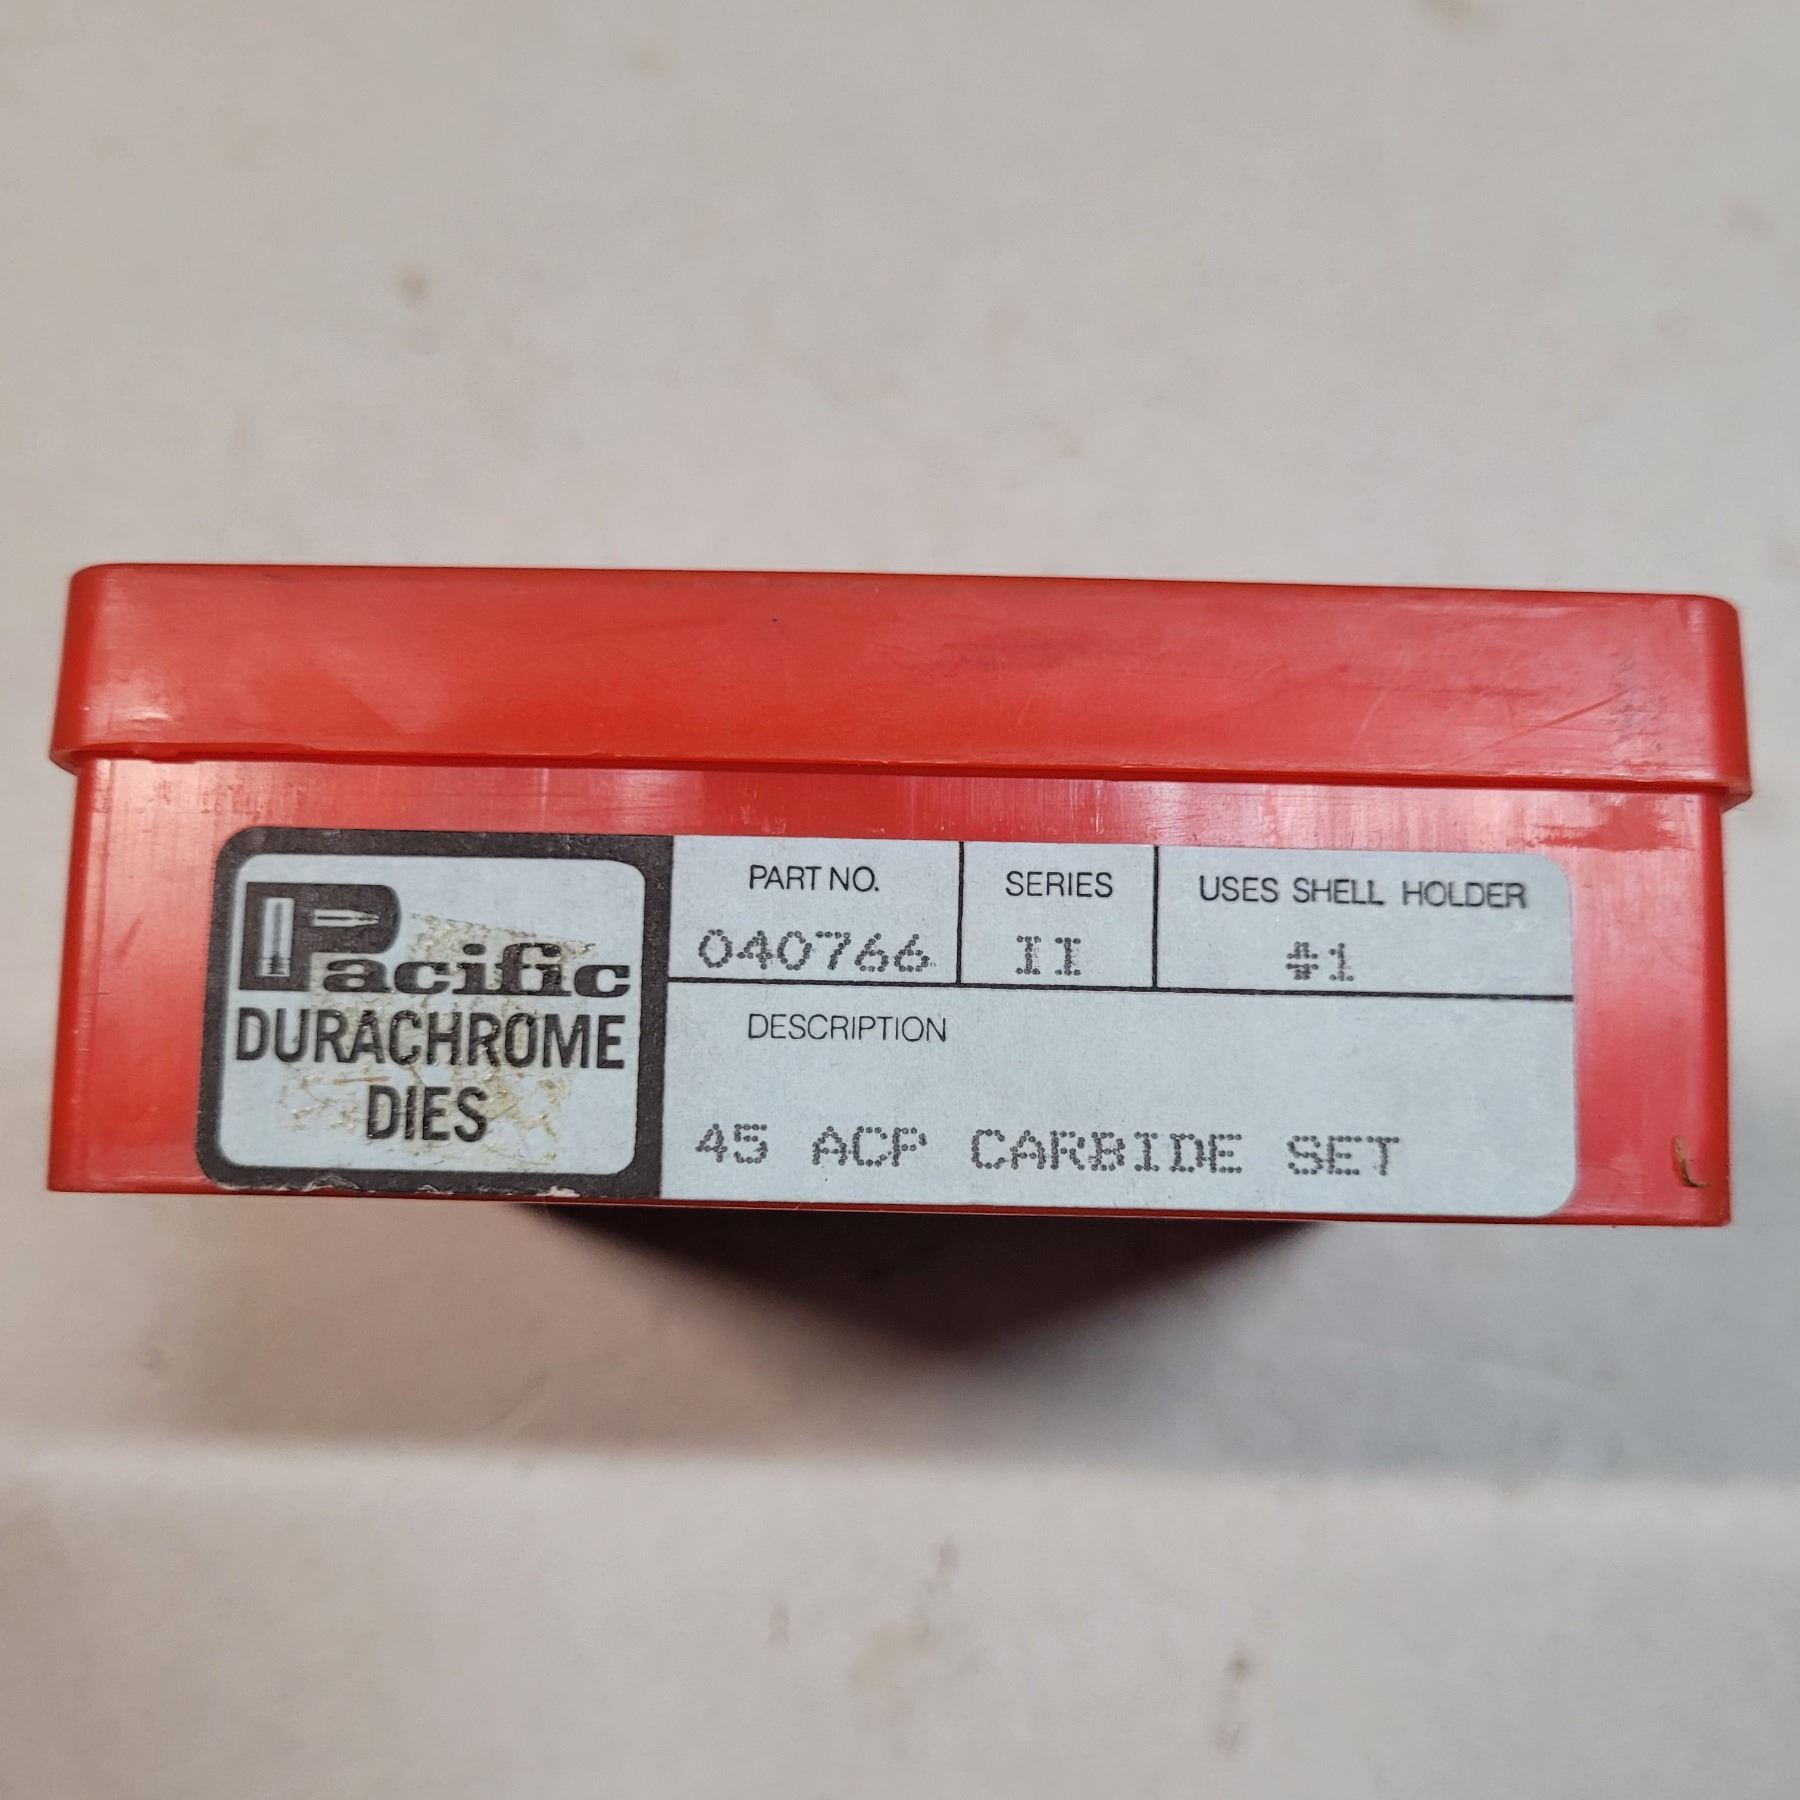 Pacific
DURACHROME
DIES
PART NO.
040766
SERIES
II
USES SHELL HOLDER
#1
DESCRIPTION
45 ACP CARBIDE SET